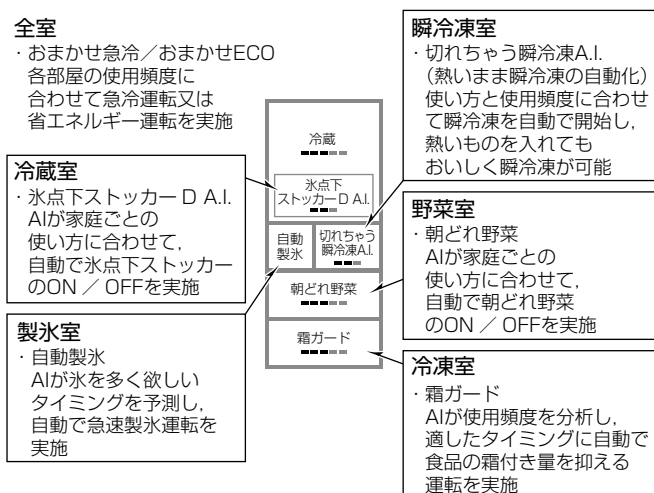 全室
・おまかせ急冷／おまかせECO
各部屋の使用頻度に
合わせて急冷運転又は
省エネルギー運転を実施
冷蔵室
・氷点下ストッカーD A.I.
AIが家庭ごとの
使い方に合わせて，
自動で氷点下ストッカー
のON ／ OFFを実施
製氷室
・自動製氷
AIが氷を多く欲しい
タイミングを予測し，
自動で急速製氷運転を
実施
冷蔵
氷点下
ストッカーD A.I.
自動
製氷
切れちゃう
瞬冷凍A.I.
朝どれ野菜
霜ガード
瞬冷凍室
・切れちゃう瞬冷凍A.I.
（熱いまま瞬冷凍の自動化）
使い方と使用頻度に合わせ
て瞬冷凍を自動で開始し，
熱いものを入れても
おいしく瞬冷凍が可能
野菜室
・朝どれ野菜
AIが家庭ごとの
使い方に合わせて，
自動で朝どれ野菜
のON ／ OFFを実施
冷凍室
・霜ガード
AIが使用頻度を分析し，
適したタイミングに自動で
食品の霜付き量を抑える
運転を実施